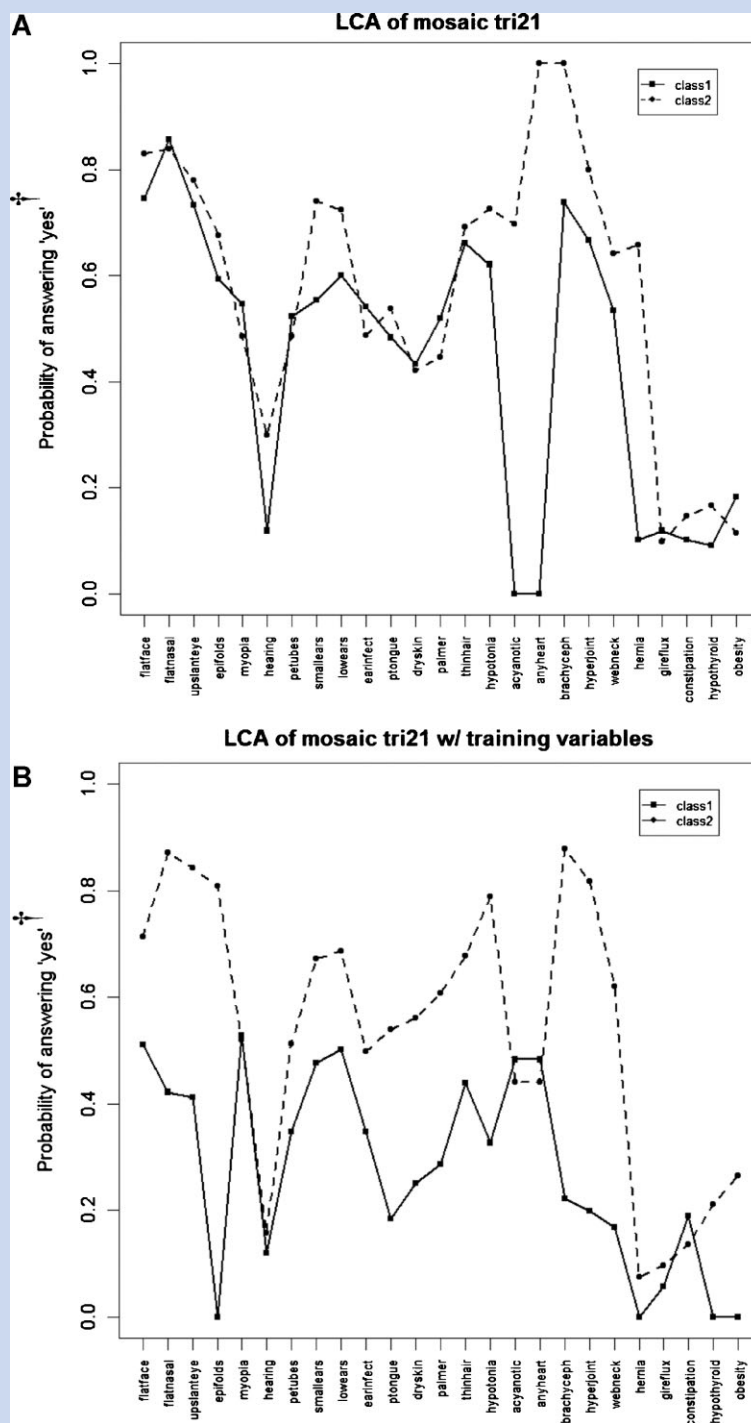 A
LCA of mosaic tri21
Probability of answering 'yes'
1.0
0.8
0.6
0.4
0.2
0.0
class1
class2
flatface
flatnasal
upslanteye
epifolds
myopia
hearing
petubes
smallears
lowears
earinfect
ptongue
dryskin
palmer
thinhair
hypotonia
acyanotic
anyheart
brachyceph
hyperjoint
webneck
hernia
gireflux
constipation
hypothyroid
obesity
B
LCA of mosaic tri21 w/ training variables
Probability of answering 'yes'
1.0
0.8
0.6
0.4
0.2
0.0
class1
class2
flatface
flatnasal
upslanteye
epifolds
myopia
hearing
petubes
smallears
lowears
earinfect
ptongue
dryskin
palmer
thinhair
hypotonia
acyanotic
anyheart
brachyceph
hyperjoint
webneck
hernia
gireflux
constipation
hypothyroid
obesity